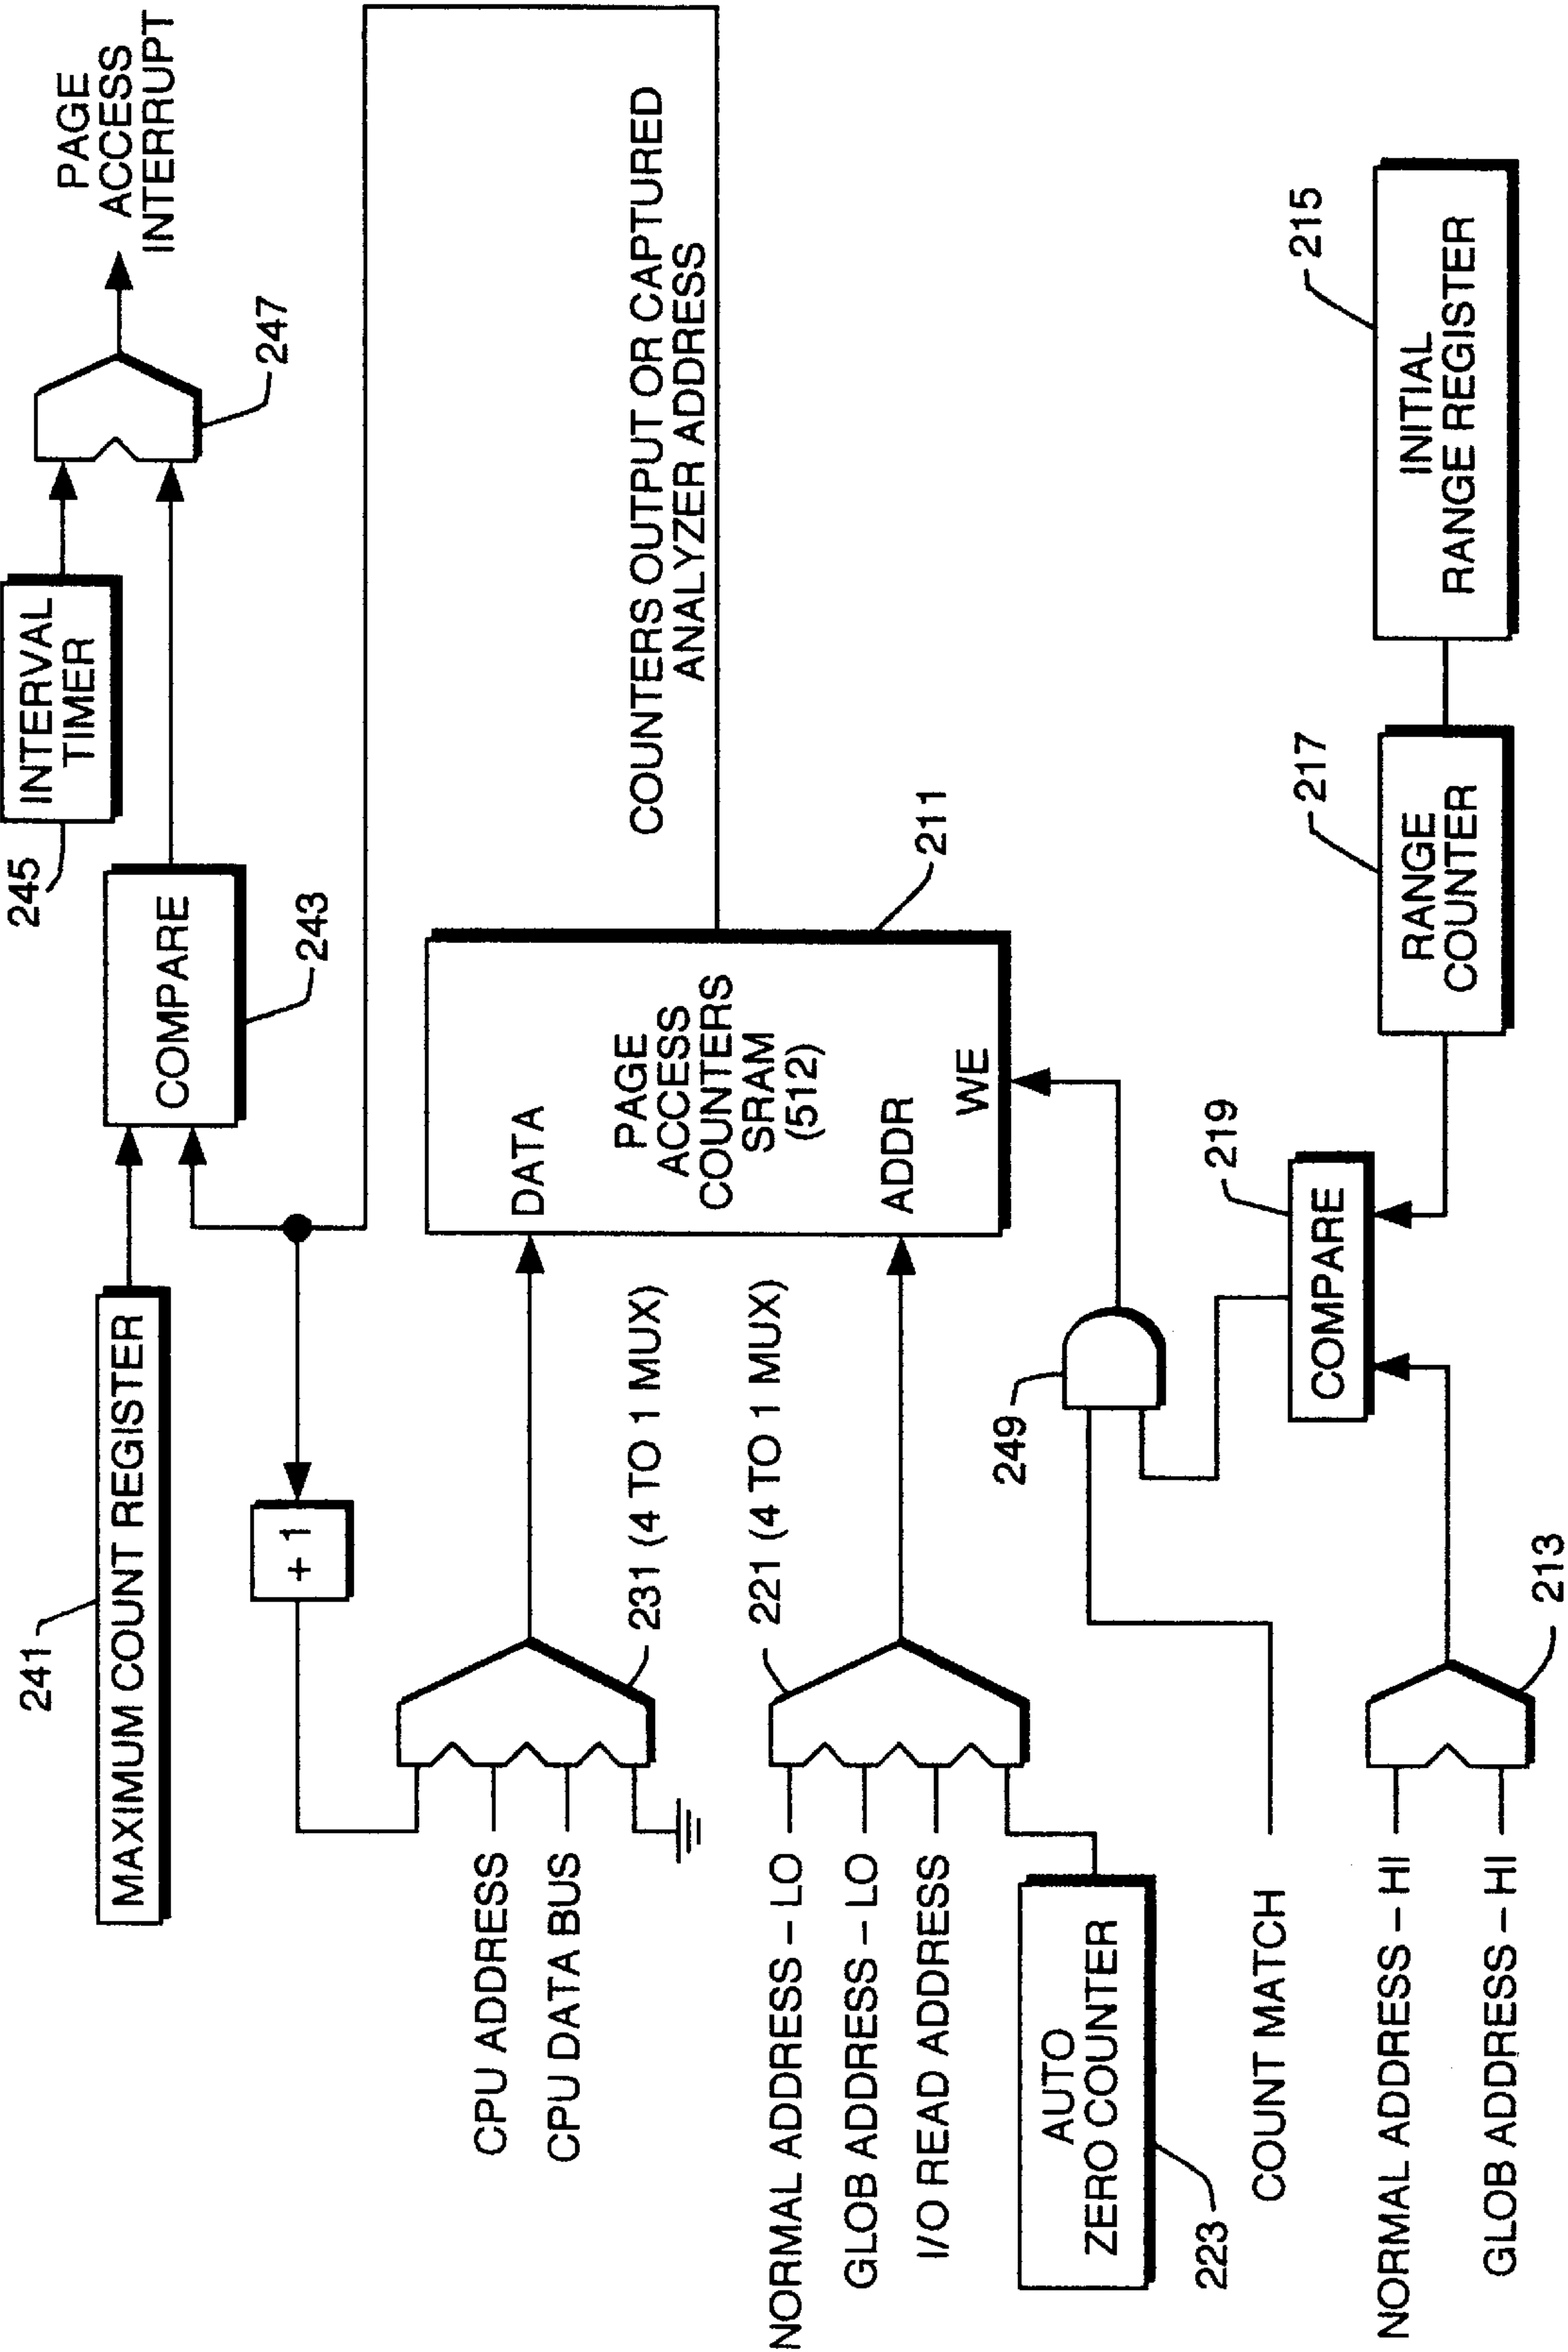 241
MAXIMUM COUNT REGISTER
+ 1
COMPARE
243
245
INTERVAL
TIMER
247
PAGE
ACCESS
INTERRUPT
CPU ADDRESS
CPU DATA BUS
231 (4 TO 1 MUX)
DATA
PAGE
ACCESS
COUNTERS
SRAM
(512)
ADDR
WE
211
COUNTERS OUTPUT OR CAPTURED
ANALYZER ADDRESS
NORMAL ADDRESS – LO
GLOB ADDRESS – LO
I/O READ ADDRESS
221 (4 TO 1 MUX)
AUTO
ZERO COUNTER
223
COUNT MATCH
249
NORMAL ADDRESS – HI
GLOB ADDRESS – HI
213
COMPARE
219
RANGE
COUNTER
217
INITIAL
RANGE REGISTER
215